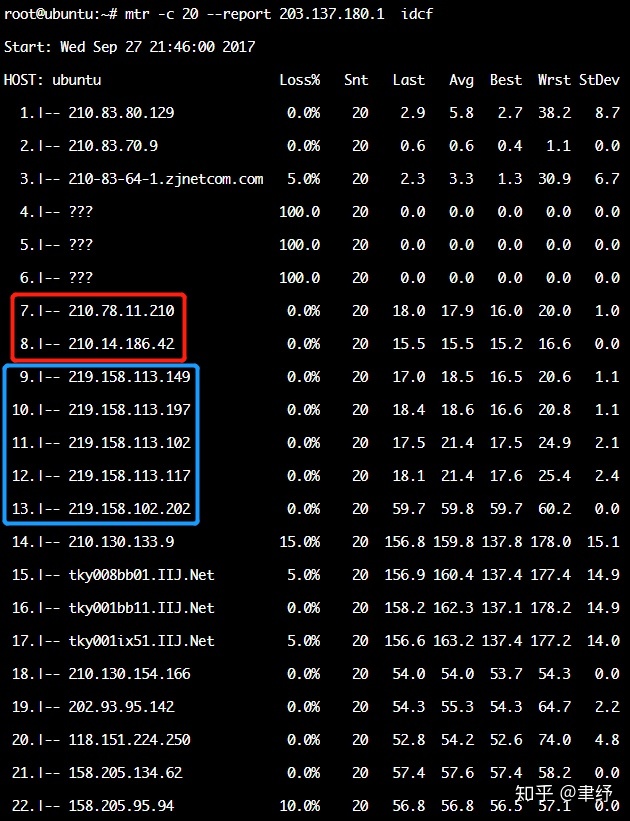 root@ubuntu:~# mtr -c 20 --report 203.137.180.1  idcf
Start: Wed Sep 27 21:46:00 2017
HOST: ubuntu Loss% Snt Last Avg Best Wrst StDev
1.|-- 210.83.80.129 0.0% 20 2.9 5.8 2.7 38.2 8.7
2.|-- 210.83.70.9 0.0% 20 0.6 0.6 0.4 1.1 0.0
3.|-- 210-83-64-1.zjnetcom.com 5.0% 20 2.3 3.3 1.3 30.9 6.7
4.|-- ??? 100.0 20 0.0 0.0 0.0 0.0 0.0
5.|-- ??? 100.0 20 0.0 0.0 0.0 0.0 0.0
6.|-- ??? 100.0 20 0.0 0.0 0.0 0.0 0.0
7.|-- 210.78.11.210 0.0% 20 18.0 17.9 16.0 20.0 1.0
8.|-- 210.14.186.42 0.0% 20 15.5 15.5 15.2 16.6 0.0
9.|-- 219.158.113.149 0.0% 20 17.0 18.5 16.5 20.6 1.1
10.|-- 219.158.113.197 0.0% 20 18.4 18.6 16.6 20.8 1.1
11.|-- 219.158.113.102 0.0% 20 17.5 21.4 17.5 24.9 2.1
12.|-- 219.158.113.117 0.0% 20 18.1 21.4 17.6 25.4 2.4
13.|-- 219.158.102.202 0.0% 20 59.7 59.8 59.7 60.2 0.0
14.|-- 210.130.133.9 15.0% 20 156.8 159.8 137.8 178.0 15.1
15.|-- tky008bb01.IIJ.Net 5.0% 20 156.9 160.4 137.4 177.4 14.9
16.|-- tky001bb11.IIJ.Net 0.0% 20 158.2 162.3 137.1 178.2 14.9
17.|-- tky001ix51.IIJ.Net 5.0% 20 156.6 163.2 137.4 177.2 14.0
18.|-- 210.130.154.166 0.0% 20 54.0 54.0 53.7 54.3 0.0
19.|-- 202.93.95.142 0.0% 20 54.3 55.3 54.3 64.7 2.2
20.|-- 118.151.224.250 0.0% 20 52.8 54.2 52.6 74.0 4.8
21.|-- 158.205.134.62 0.0% 20 57.4 57.6 57.4 58.2 0.0
22.|-- 158.205.95.94 10.0% 20 56.8 56.8 56.5 57.1 0.0
知乎 @聿纾